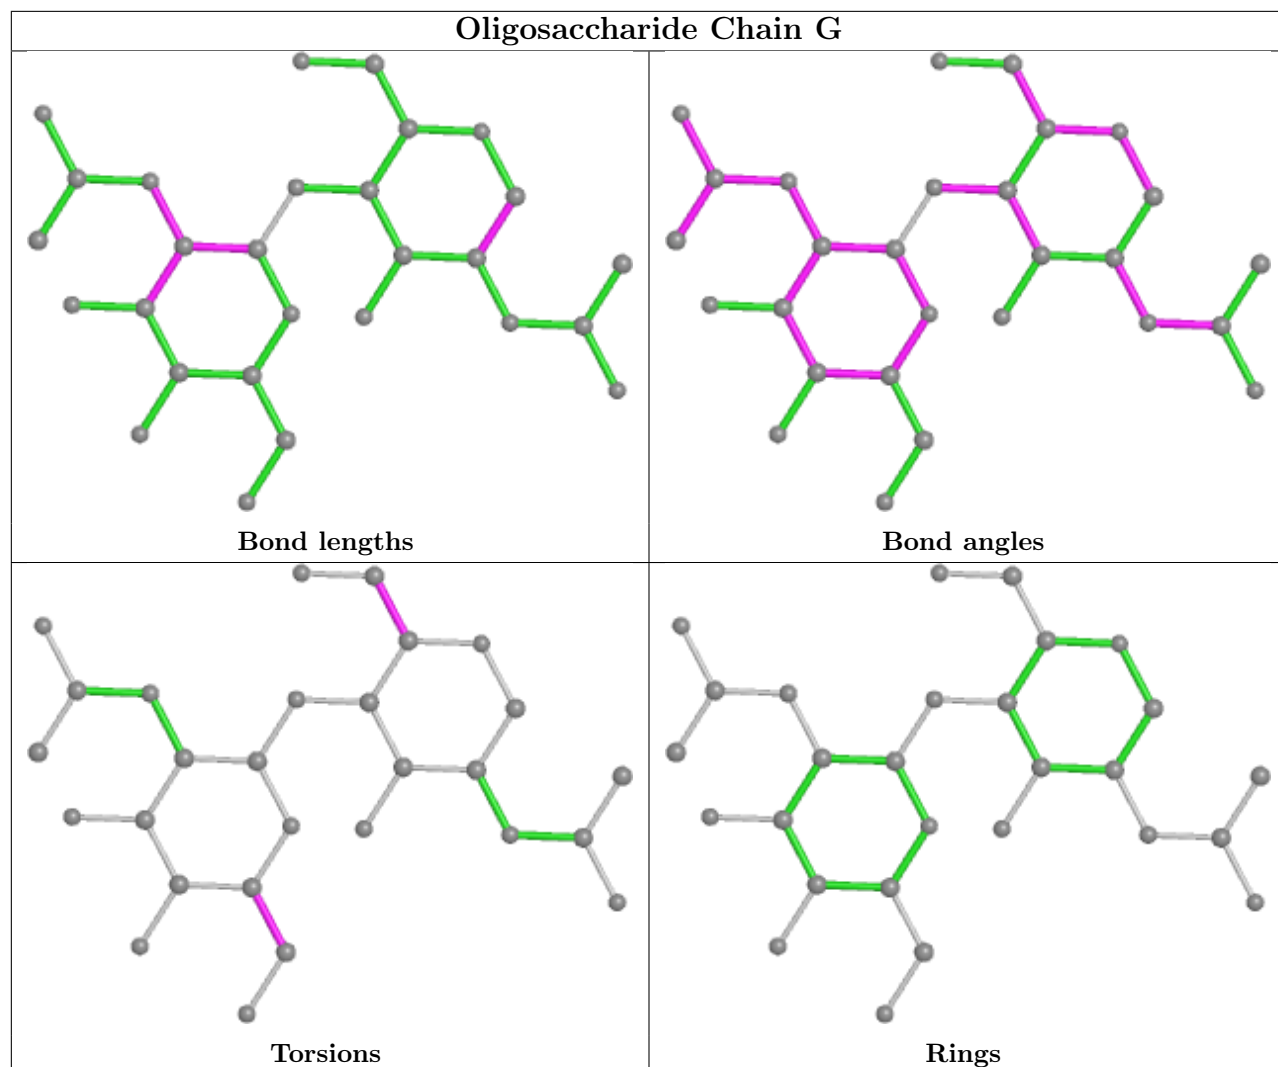 Oligosaccharide Chain G
Bond lengths
Bond angles
Torsions
Rings